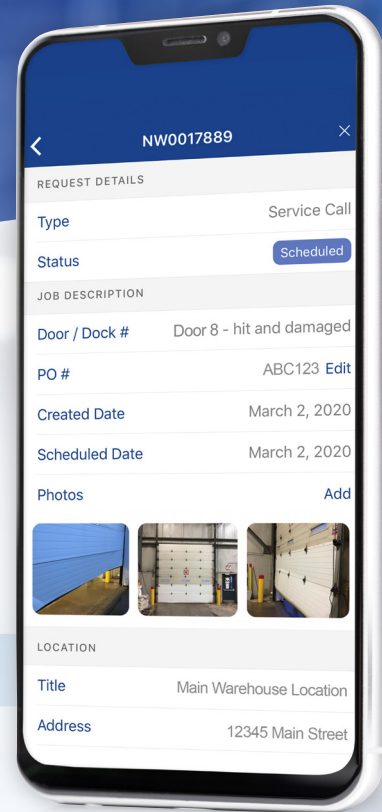 NW0017889
REQUEST DETAILS
Type Service Call
Status Scheduled
JOB DESCRIPTION
Door / Dock # Door 8 - hit and damaged
PO # ABC123 Edit
Created Date March 2, 2020
Scheduled Date March 2, 2020
Photos Add
LOCATION
Title Main Warehouse Location
Address 12345 Main Street